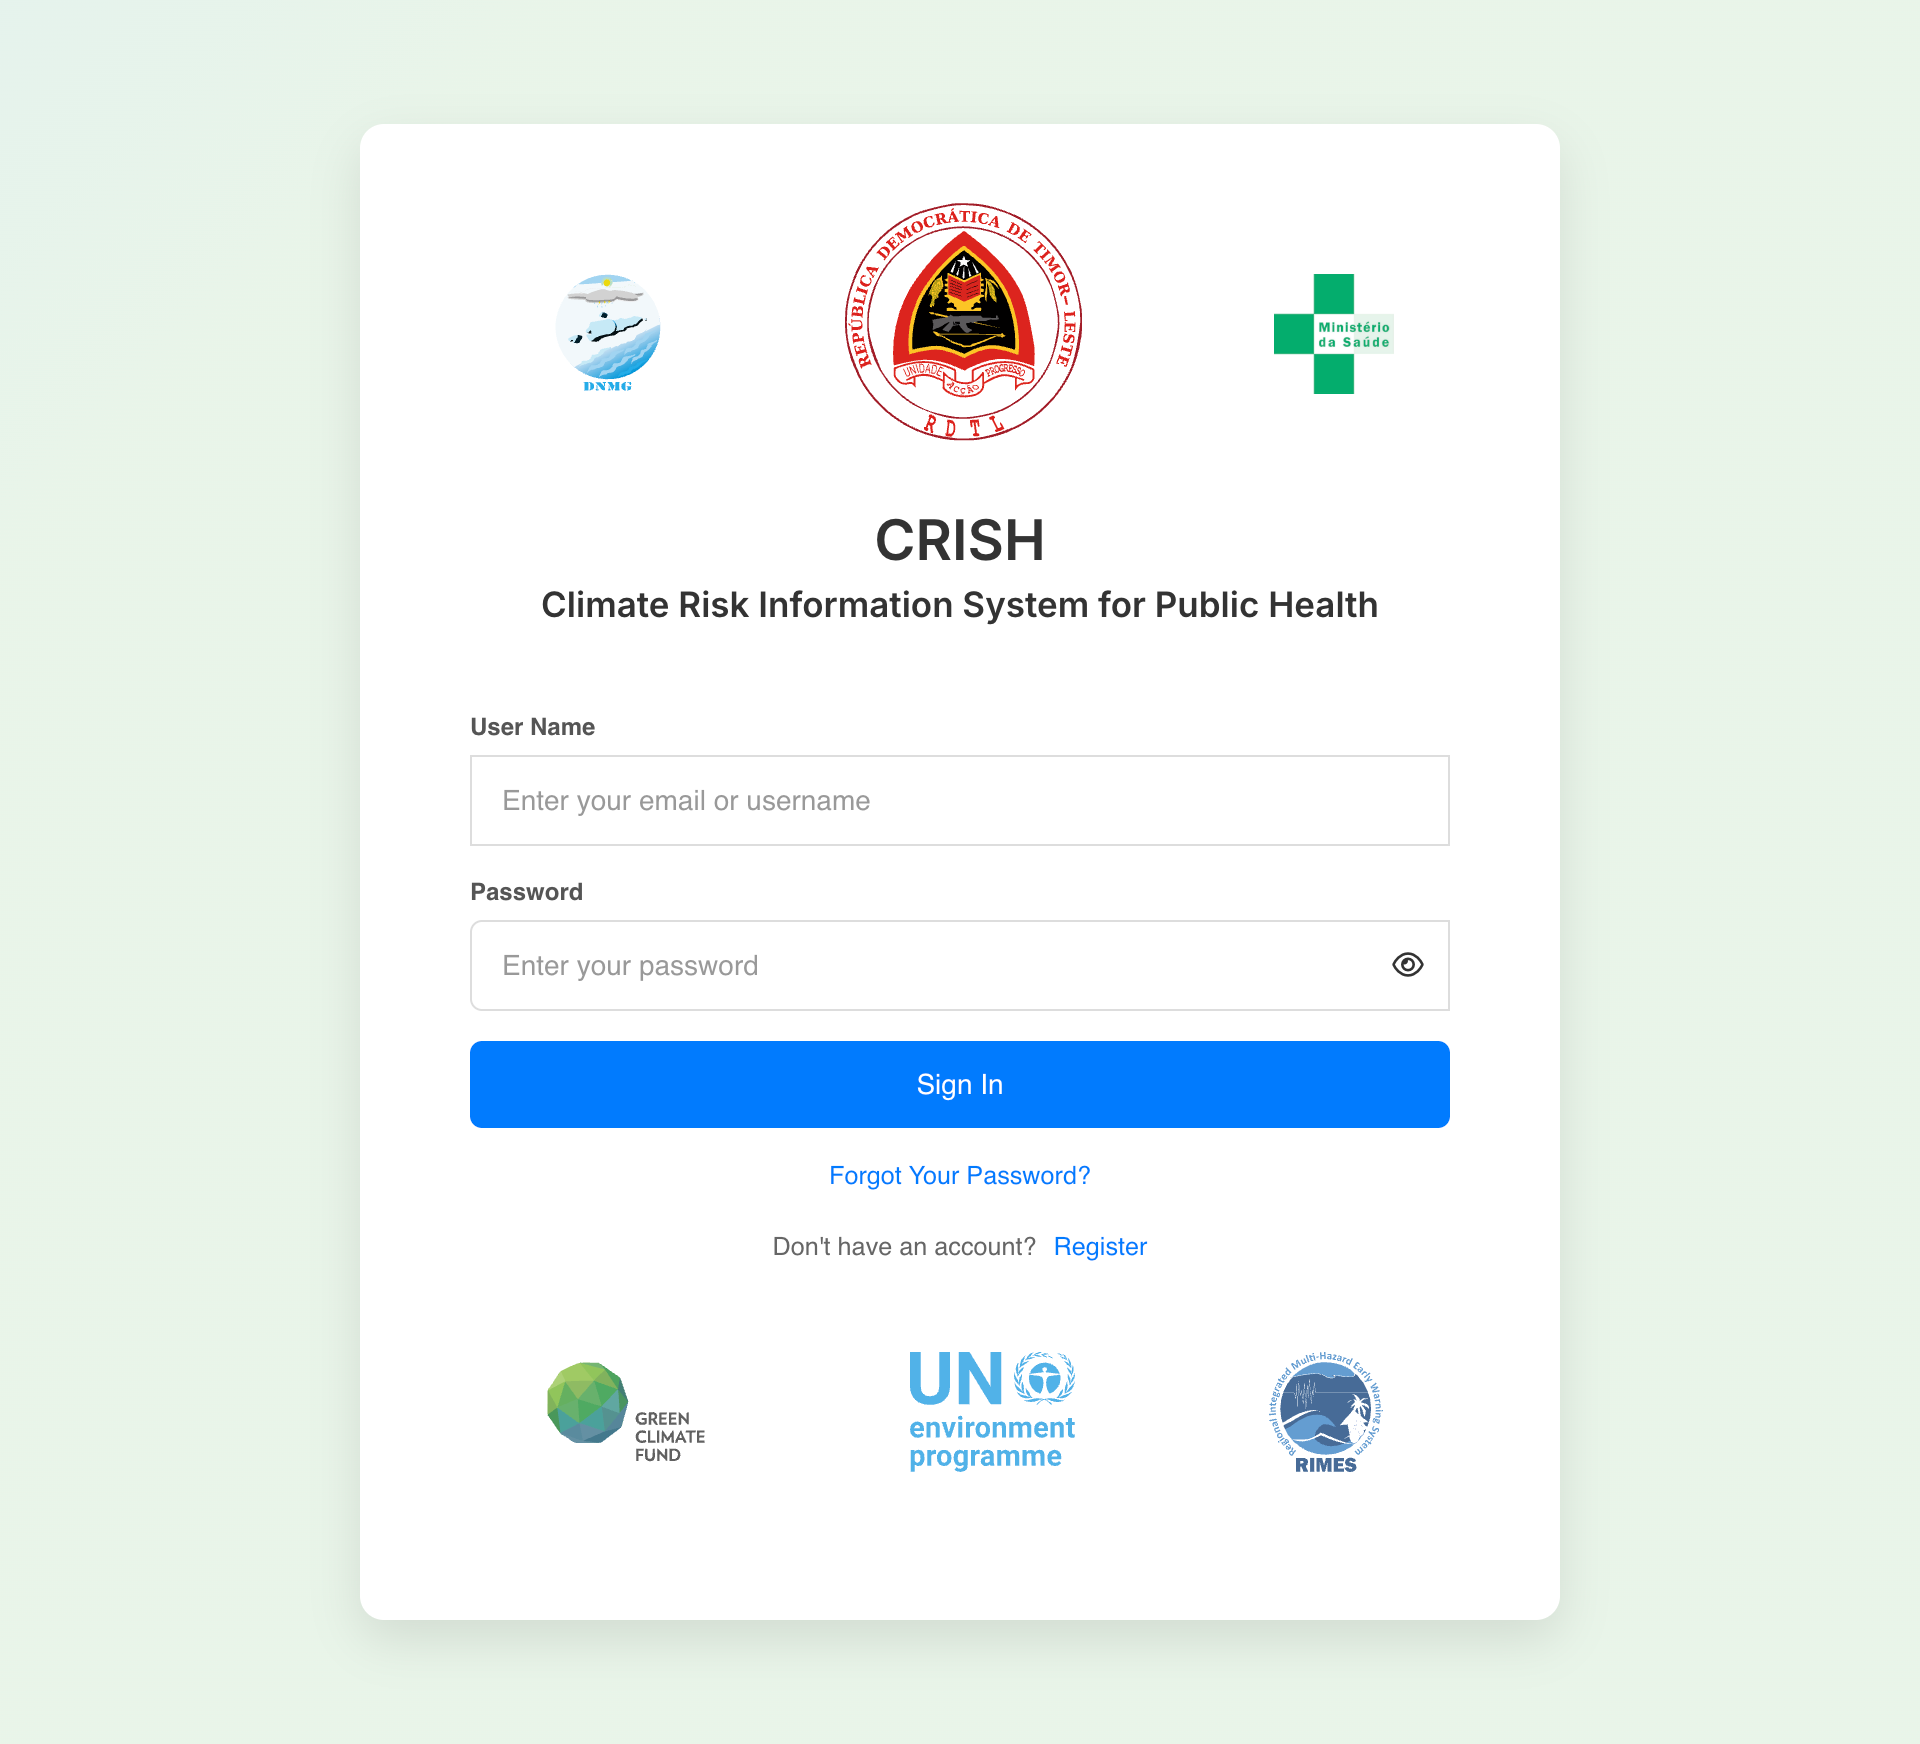 DNMG
REPÚBLICA DEMOCRÁTICA DE TIMOR-LESTE
UNIDADE ACÇÃO PROGRESSO
RDTL
Ministério
da Saúde
CRISH
Climate Risk Information System for Public Health
User Name
Enter your email or username
Password
Enter your password
Sign In
Forgot Your Password?
Don't have an account? Register
GREEN
CLIMATE
FUND
UN
environment
programme
Regional Integrated Multi-Hazard Early Warning System
RIMES